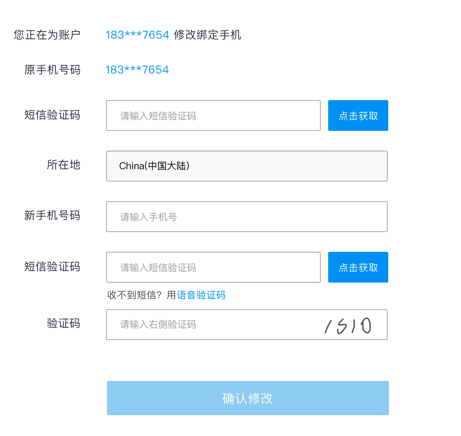 您正在为账户 183***7654 修改绑定手机
原手机号码 183***7654
短信验证码 请输入短信验证码 点击获取
所在地 China(中国大陆)
新手机号码 请输入手机号
短信验证码 请输入短信验证码 点击获取
收不到短信？用语音验证码
验证码 请输入右侧验证码 1510
确认修改